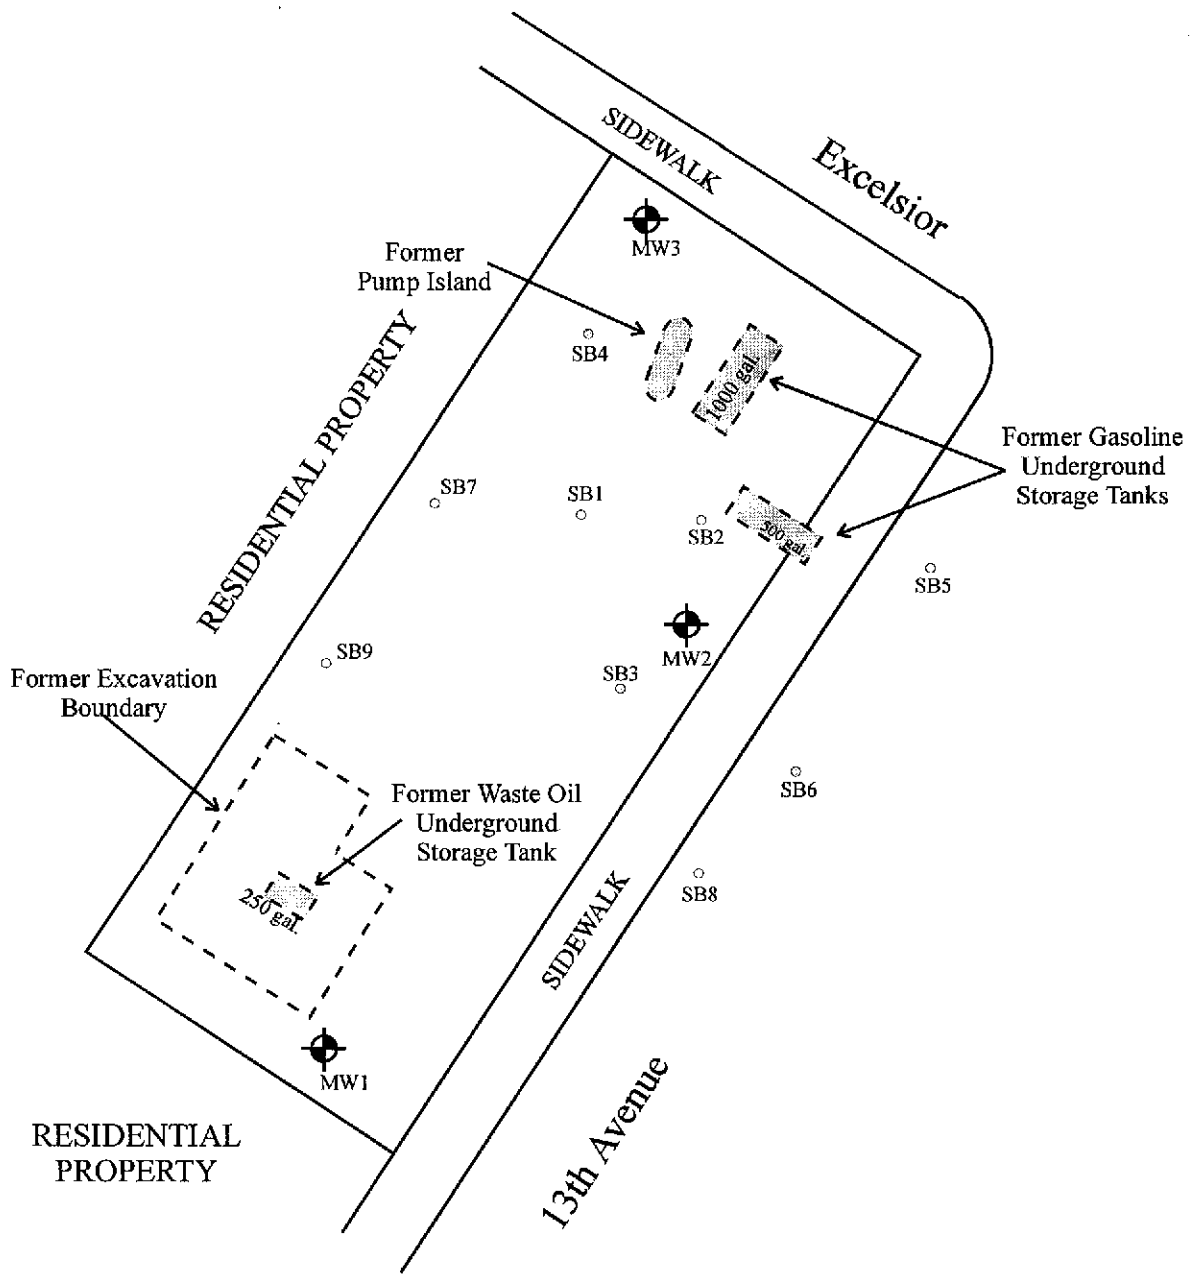 SIDEWALK
Excelsior
MW3
Former
Pump Island
SB4
1000 gal.
RESIDENTIAL PROPERTY
Former Gasoline
Underground
Storage Tanks
SB7
SB1
SB2
500 gal.
SB5
SB9
MW2
SB3
Former Excavation
Boundary
SB6
Former Waste Oil
Underground
Storage Tank
250 gal.
SB8
SIDEWALK
MW1
13th Avenue
RESIDENTIAL
PROPERTY